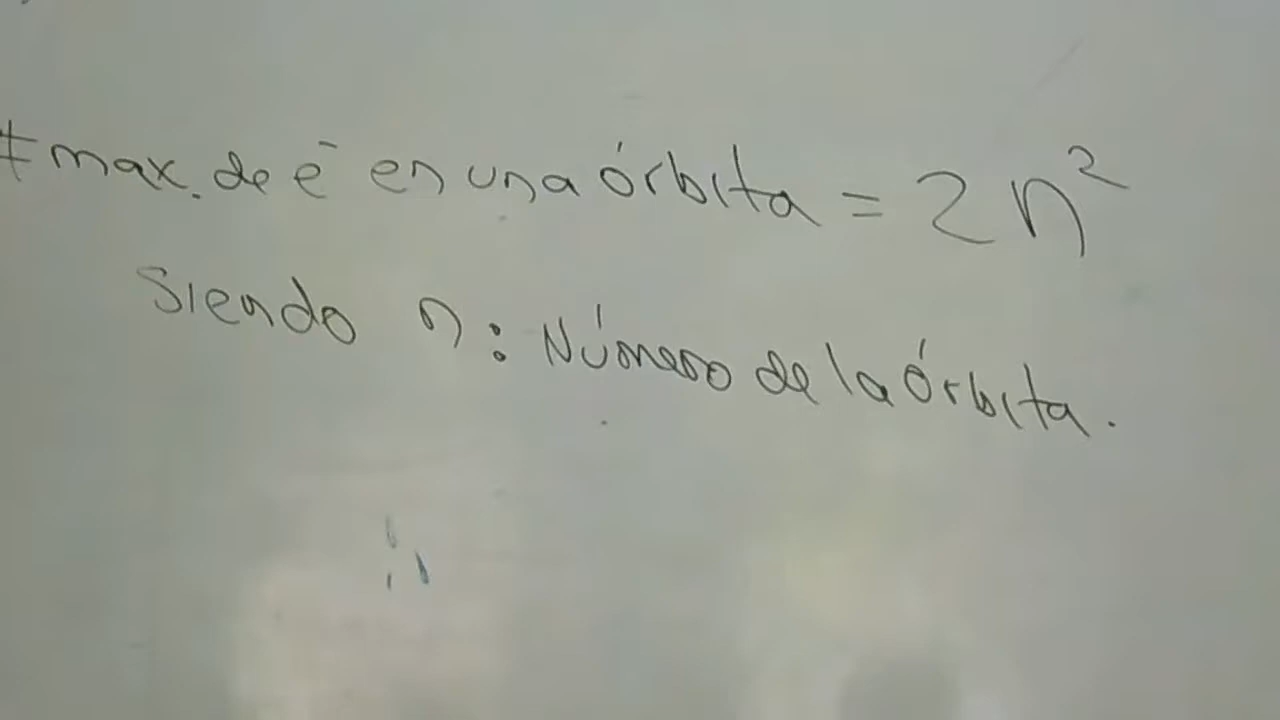 # max. de e⁻ en una órbita = 2n²
Siendo n: Número de la órbita.